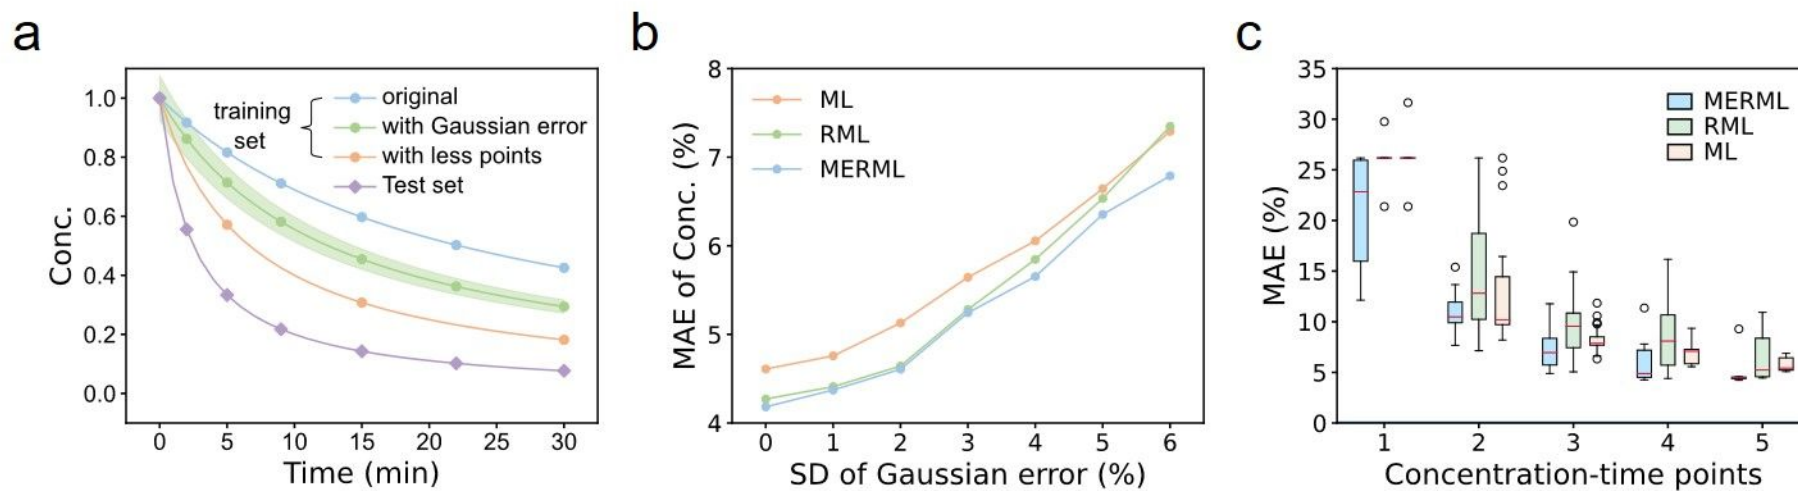 a
1.0
0.8
0.6
0.4
0.2
0.0
Conc.
training
set
original
with Gaussian error
with less points
Test set
0 5 10 15 20 25 30
Time (min)
b
8
7
6
5
4
MAE of Conc. (%)
ML
RML
MERML
0 1 2 3 4 5 6
SD of Gaussian error (%)
c
35
30
25
20
15
10
5
0
MAE (%)
MERML
RML
ML
1 2 3 4 5
Concentration-time points